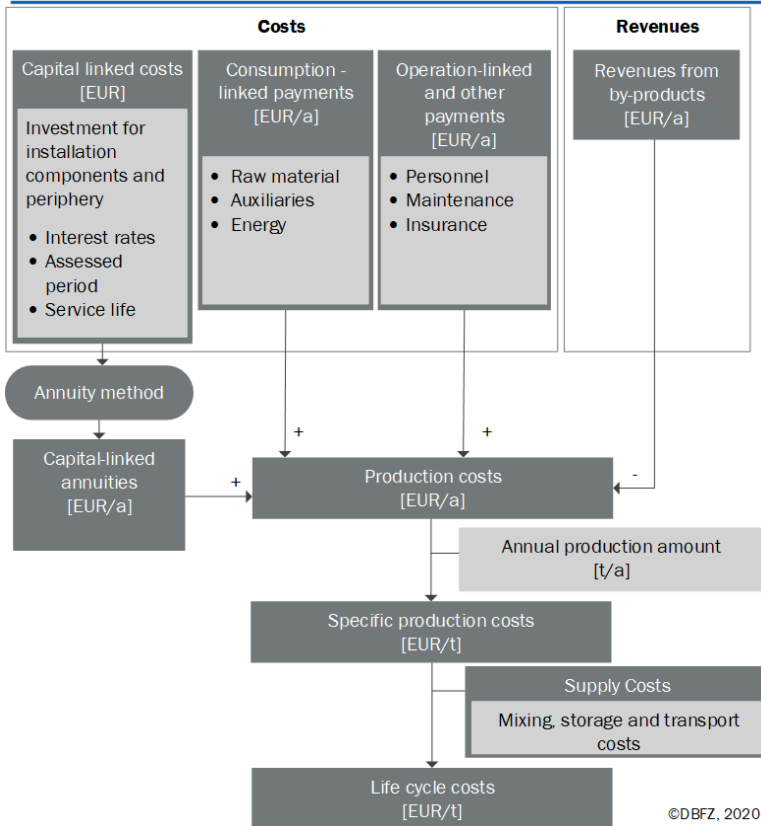 Costs
Revenues
Capital linked costs
[EUR]
Investment for
installation
components and
periphery
• Interest rates
• Assessed
period
• Service life
Consumption -
linked payments
[EUR/a]
• Raw material
• Auxiliaries
• Energy
Operation-linked
and other
payments
[EUR/a]
• Personnel
• Maintenance
• Insurance
Revenues from
by-products
[EUR/a]
Annuity method
+
+
Capital-linked
annuities
[EUR/a]
+
Production costs
[EUR/a]
-
Annual production amount
[t/a]
Specific production costs
[EUR/t]
Supply Costs
Mixing, storage and transport
costs
Life cycle costs
[EUR/t]
©DBFZ, 2020